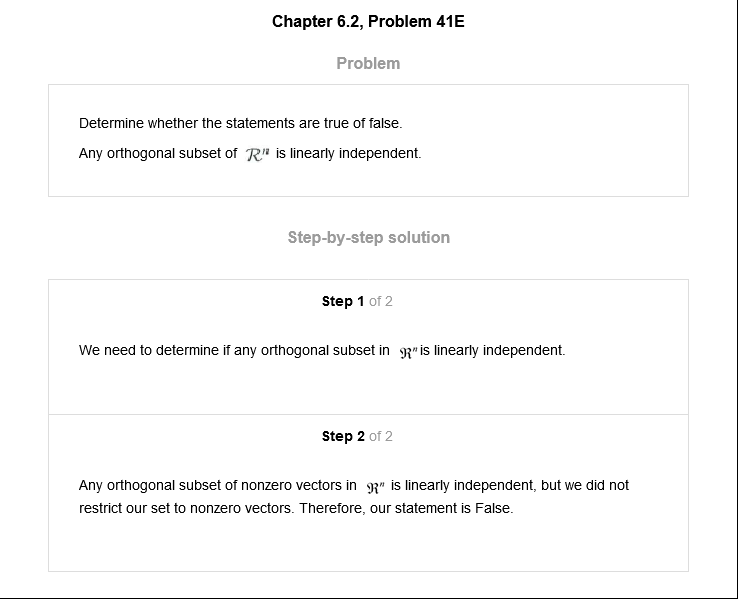 Chapter 6.2, Problem 41E
Problem
Determine whether the statements are true of false.
Any orthogonal subset of ℛⁿ is linearly independent.
Step-by-step solution
Step 1 of 2
We need to determine if any orthogonal subset in ℜⁿ is linearly independent.
Step 2 of 2
Any orthogonal subset of nonzero vectors in ℜⁿ is linearly independent, but we did not
restrict our set to nonzero vectors. Therefore, our statement is False.